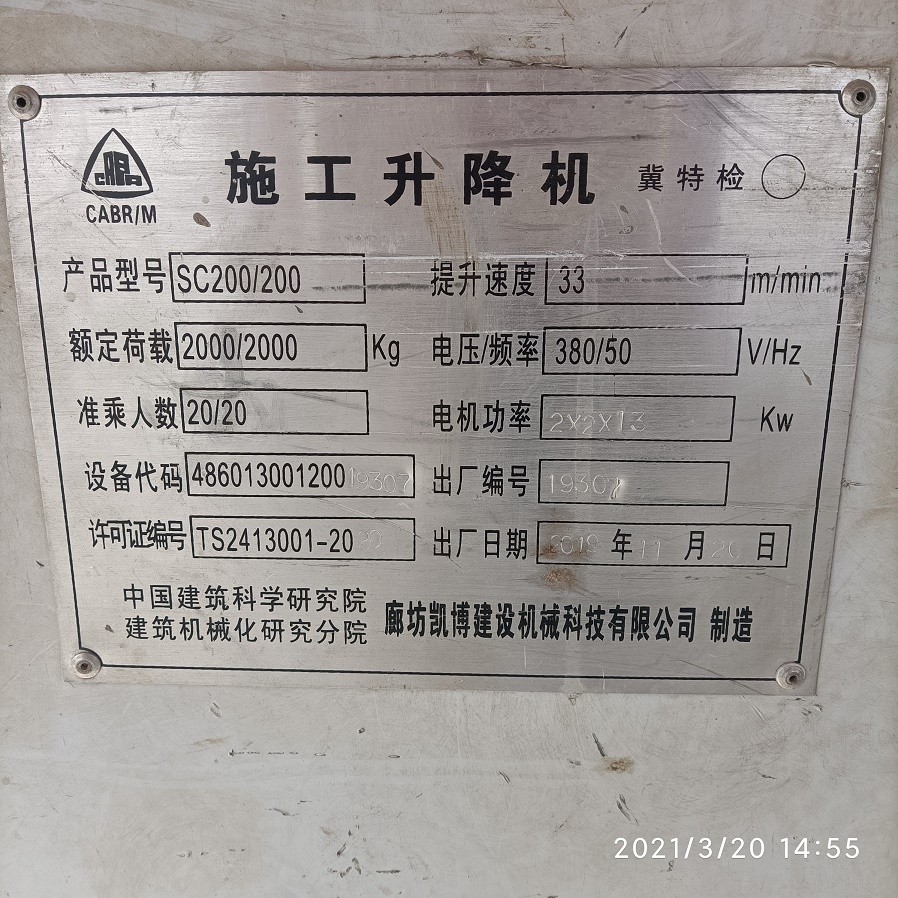 CABR/M
施工升降机 冀特检
产品型号 SC200/200 提升速度 33 m/min
额定荷载 2000/2000 Kg 电压/频率 380/50 V/Hz
准乘人数 20/20 电机功率 2X2X13 Kw
设备代码 48601300120019307 出厂编号 19307
许可证编号 TS2413001-20 出厂日期 2019 年 11 月 20 日
中国建筑科学研究院
建筑机械化研究分院 廊坊凯博建设机械科技有限公司 制造
2021/3/20 14:55